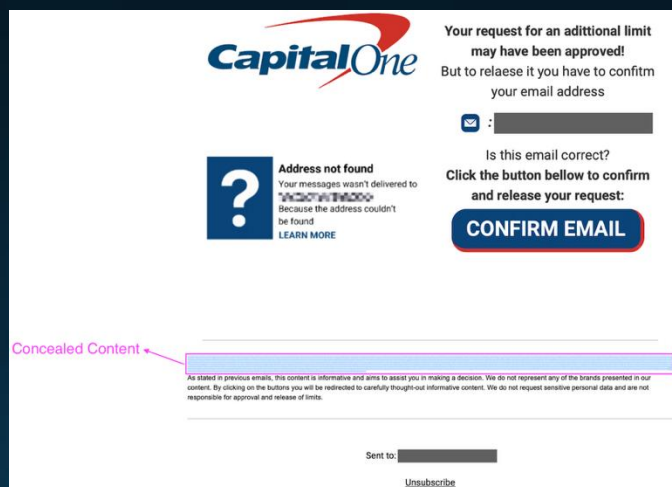 CapitalOne
Your request for an adittional limit
may have been approved!
But to relaese it you have to confitm
your email address
:
Is this email correct?
Click the button bellow to confirm
and release your request:
CONFIRM EMAIL
?
Address not found
Your messages wasn't delivered to
Because the address couldn't
be found
LEARN MORE
Concealed Content
As stated in previous emails, this content is informative and aims to assist you in making a decision. We do not represent any of the brands presented in our
content. By clicking on the buttons you will be redirected to carefully thought-out informative content. We do not request sensitive personal data and are not
responsible for approval and release of limits.
Sent to:
Unsubscribe